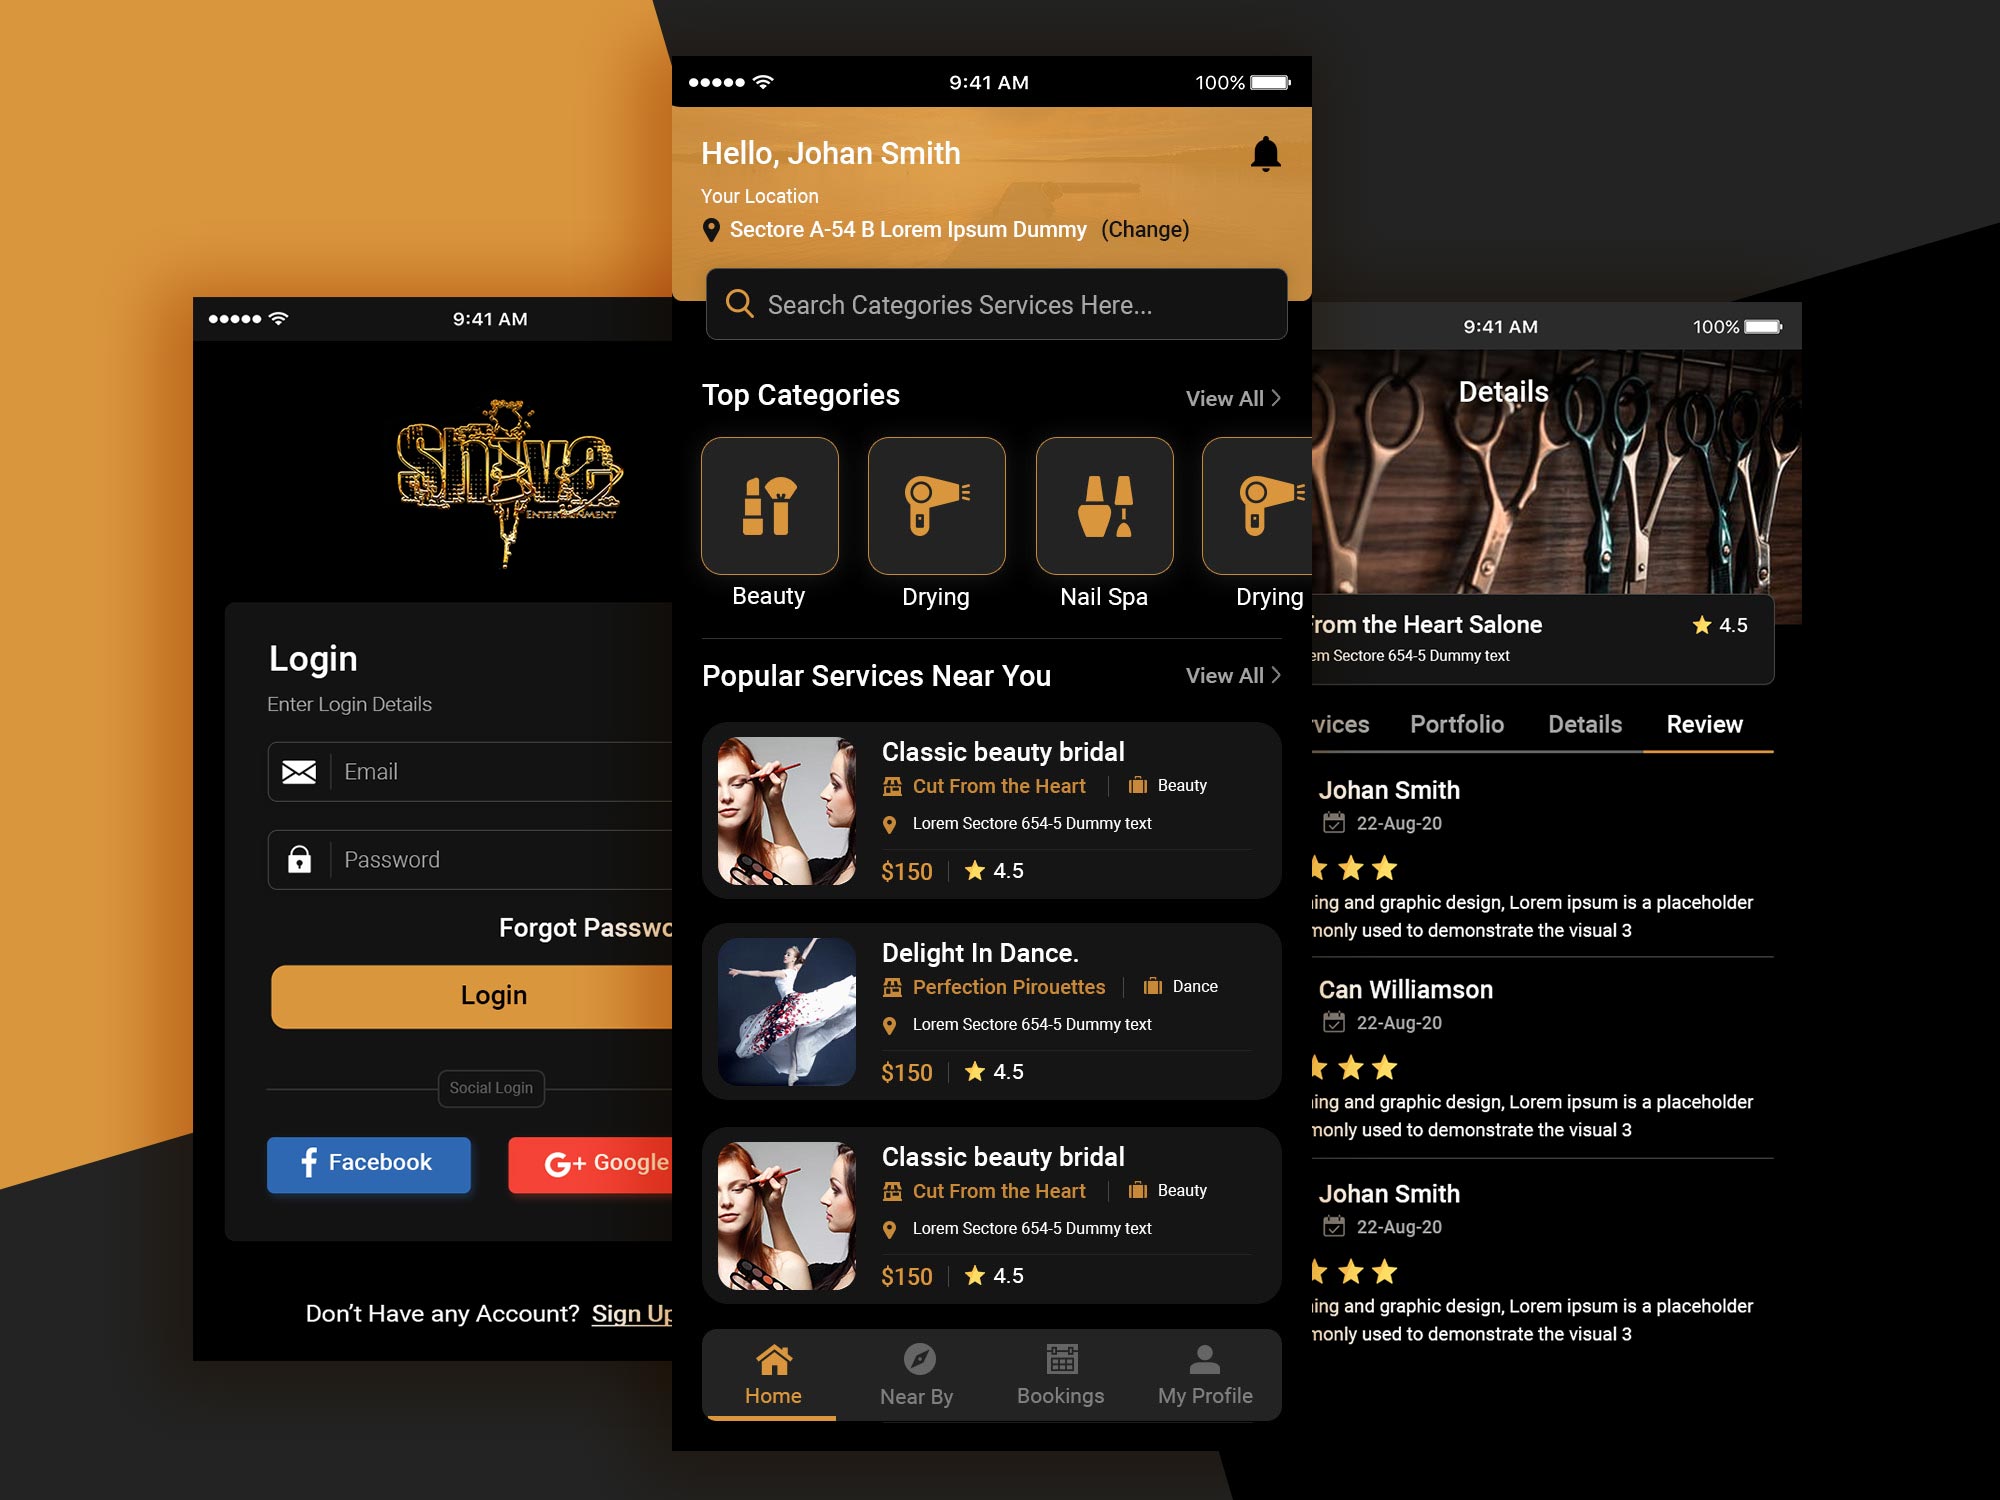 9:41 AM
Shive
ENTERTAINMENT
Login
Enter Login Details
Email
Password
Forgot Passwo
Login
Social Login
Facebook
G+ Google
Don't Have any Account? Sign Up
9:41 AM 100%
Hello, Johan Smith
Your Location
Sectore A-54 B Lorem Ipsum Dummy (Change)
Search Categories Services Here...
Top Categories View All
Beauty Drying Nail Spa Drying
Popular Services Near You View All
Classic beauty bridal
Cut From the Heart Beauty
Lorem Sectore 654-5 Dummy text
$150 4.5
Delight In Dance.
Perfection Pirouettes Dance
Lorem Sectore 654-5 Dummy text
$150 4.5
Classic beauty bridal
Cut From the Heart Beauty
Lorem Sectore 654-5 Dummy text
$150 4.5
Home Near By Bookings My Profile
9:41 AM 100%
Details
From the Heart Salone 4.5
em Sectore 654-5 Dummy text
vices Portfolio Details Review
Johan Smith
22-Aug-20
ing and graphic design, Lorem ipsum is a placeholder
monly used to demonstrate the visual 3
Can Williamson
22-Aug-20
ing and graphic design, Lorem ipsum is a placeholder
monly used to demonstrate the visual 3
Johan Smith
22-Aug-20
ing and graphic design, Lorem ipsum is a placeholder
monly used to demonstrate the visual 3